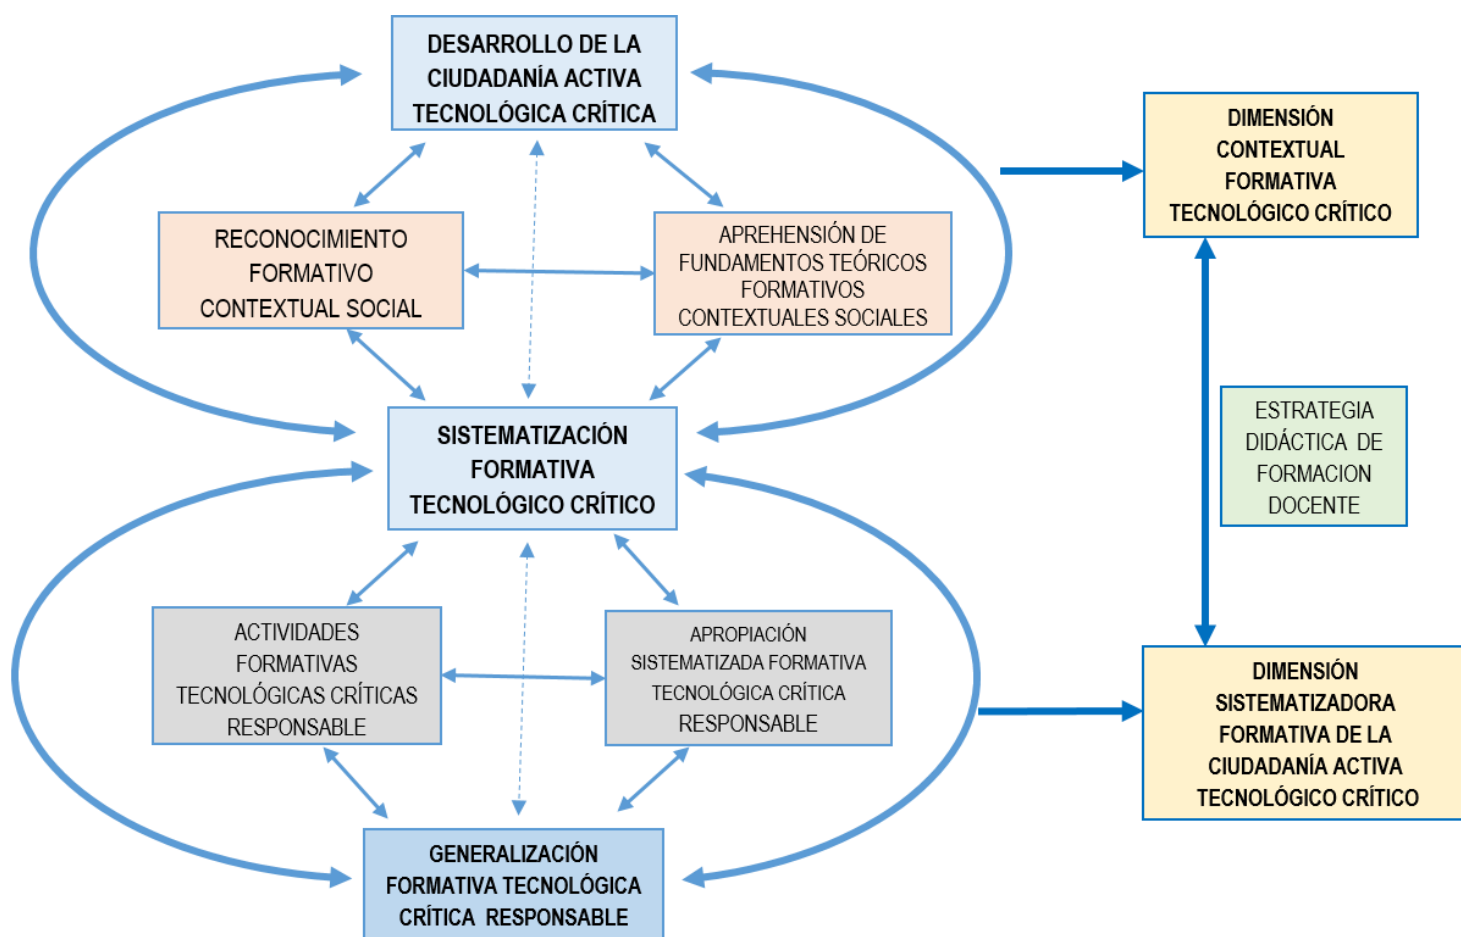 DESARROLLO DE LA
CIUDADANÍA ACTIVA
TECNOLÓGICA CRÍTICA
DIMENSIÓN
CONTEXTUAL
FORMATIVA
TECNOLÓGICO CRÍTICO
RECONOCIMIENTO
FORMATIVO
CONTEXTUAL SOCIAL
APREHENSIÓN DE
FUNDAMENTOS TEÓRICOS
FORMATIVOS
CONTEXTUALES SOCIALES
SISTEMATIZACIÓN
FORMATIVA
TECNOLÓGICO CRÍTICO
ESTRATEGIA
DIDÁCTICA DE
FORMACION
DOCENTE
ACTIVIDADES
FORMATIVAS
TECNOLÓGICAS CRÍTICAS
RESPONSABLE
APROPIACIÓN
SISTEMATIZADA FORMATIVA
TECNOLÓGICA CRÍTICA
RESPONSABLE
DIMENSIÓN
SISTEMATIZADORA
FORMATIVA DE LA
CIUDADANÍA ACTIVA
TECNOLÓGICO CRÍTICO
GENERALIZACIÓN
FORMATIVA TECNOLÓGICA
CRÍTICA RESPONSABLE